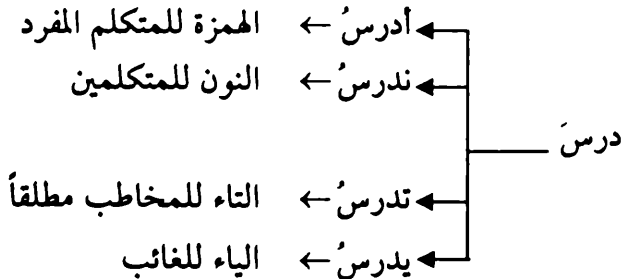 أدرسُ ← الهمزة للمتكلم المفرد
ندرسُ ← النون للمتكلمين
درسَ
تدرسُ ← التاء للمخاطب مطلقاً
يدرسُ ← الياء للغائب